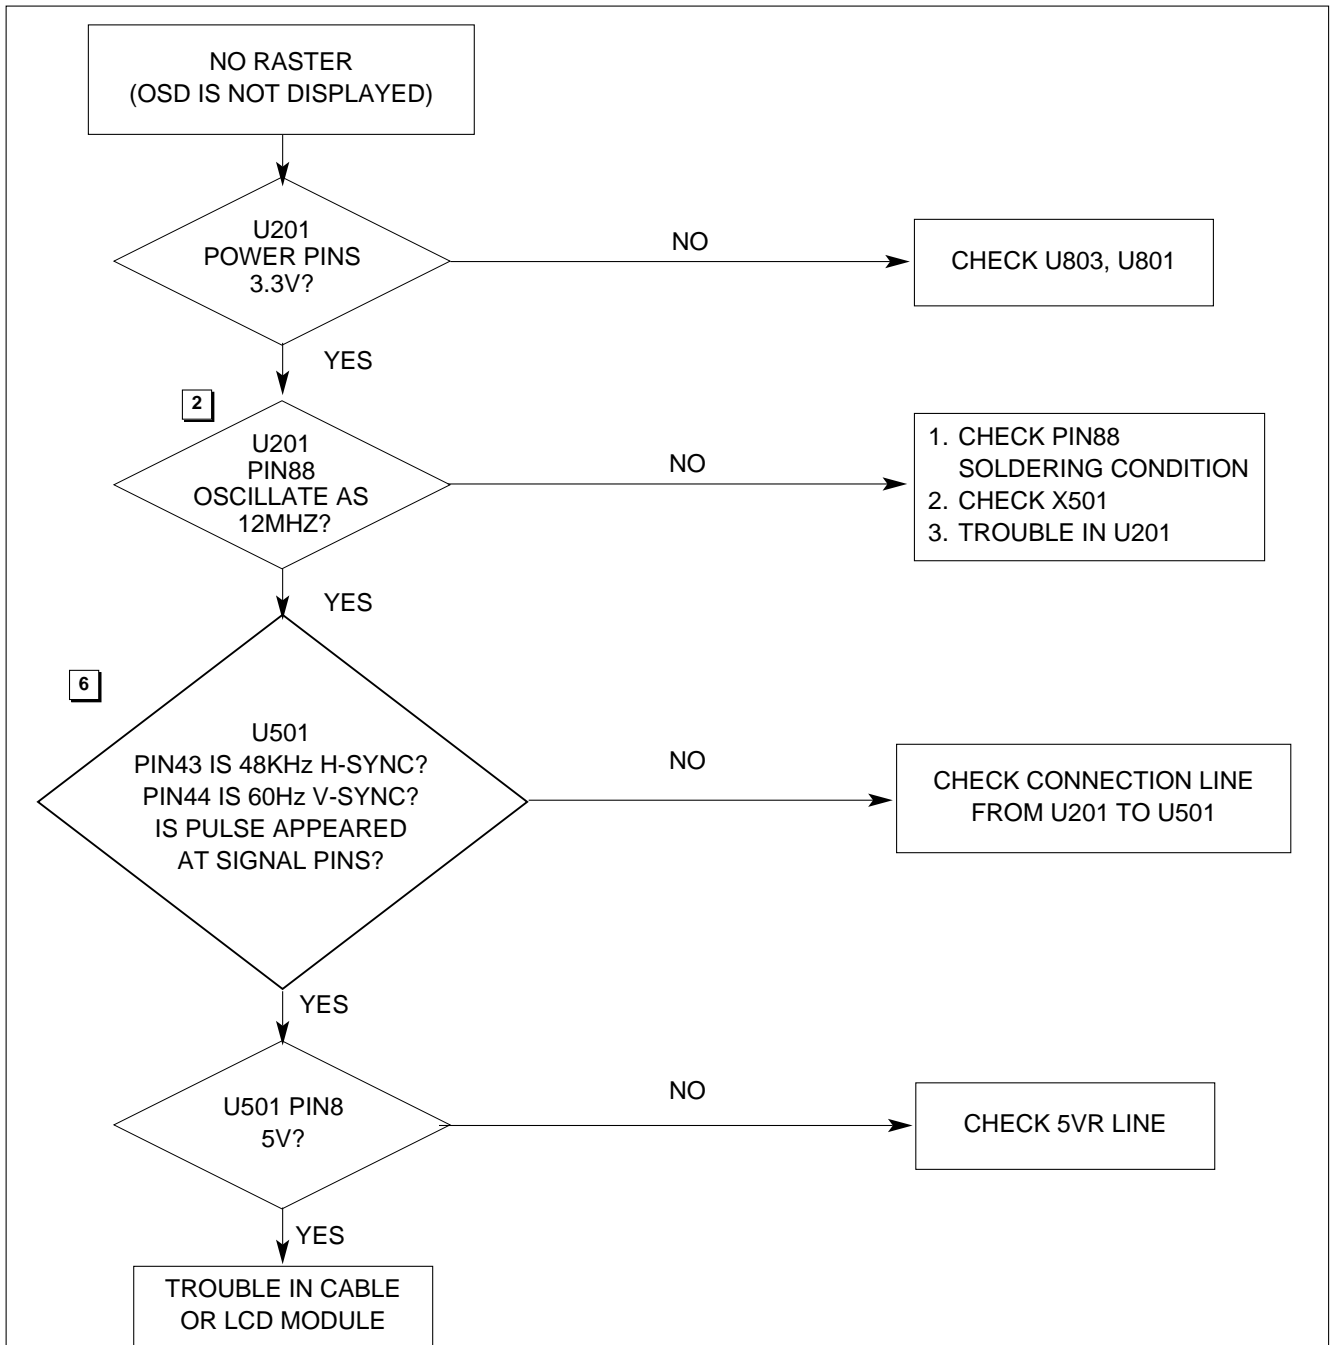 NO RASTER
(OSD IS NOT DISPLAYED)
U201
POWER PINS
3.3V?
NO
CHECK U803, U801
YES
2
U201
PIN88
OSCILLATE AS
12MHZ?
NO
1. CHECK PIN88
SOLDERING CONDITION
2. CHECK X501
3. TROUBLE IN U201
YES
6
U501
PIN43 IS 48KHz H-SYNC?
PIN44 IS 60Hz V-SYNC?
IS PULSE APPEARED
AT SIGNAL PINS?
NO
CHECK CONNECTION LINE
FROM U201 TO U501
YES
U501 PIN8
5V?
NO
CHECK 5VR LINE
YES
TROUBLE IN CABLE
OR LCD MODULE